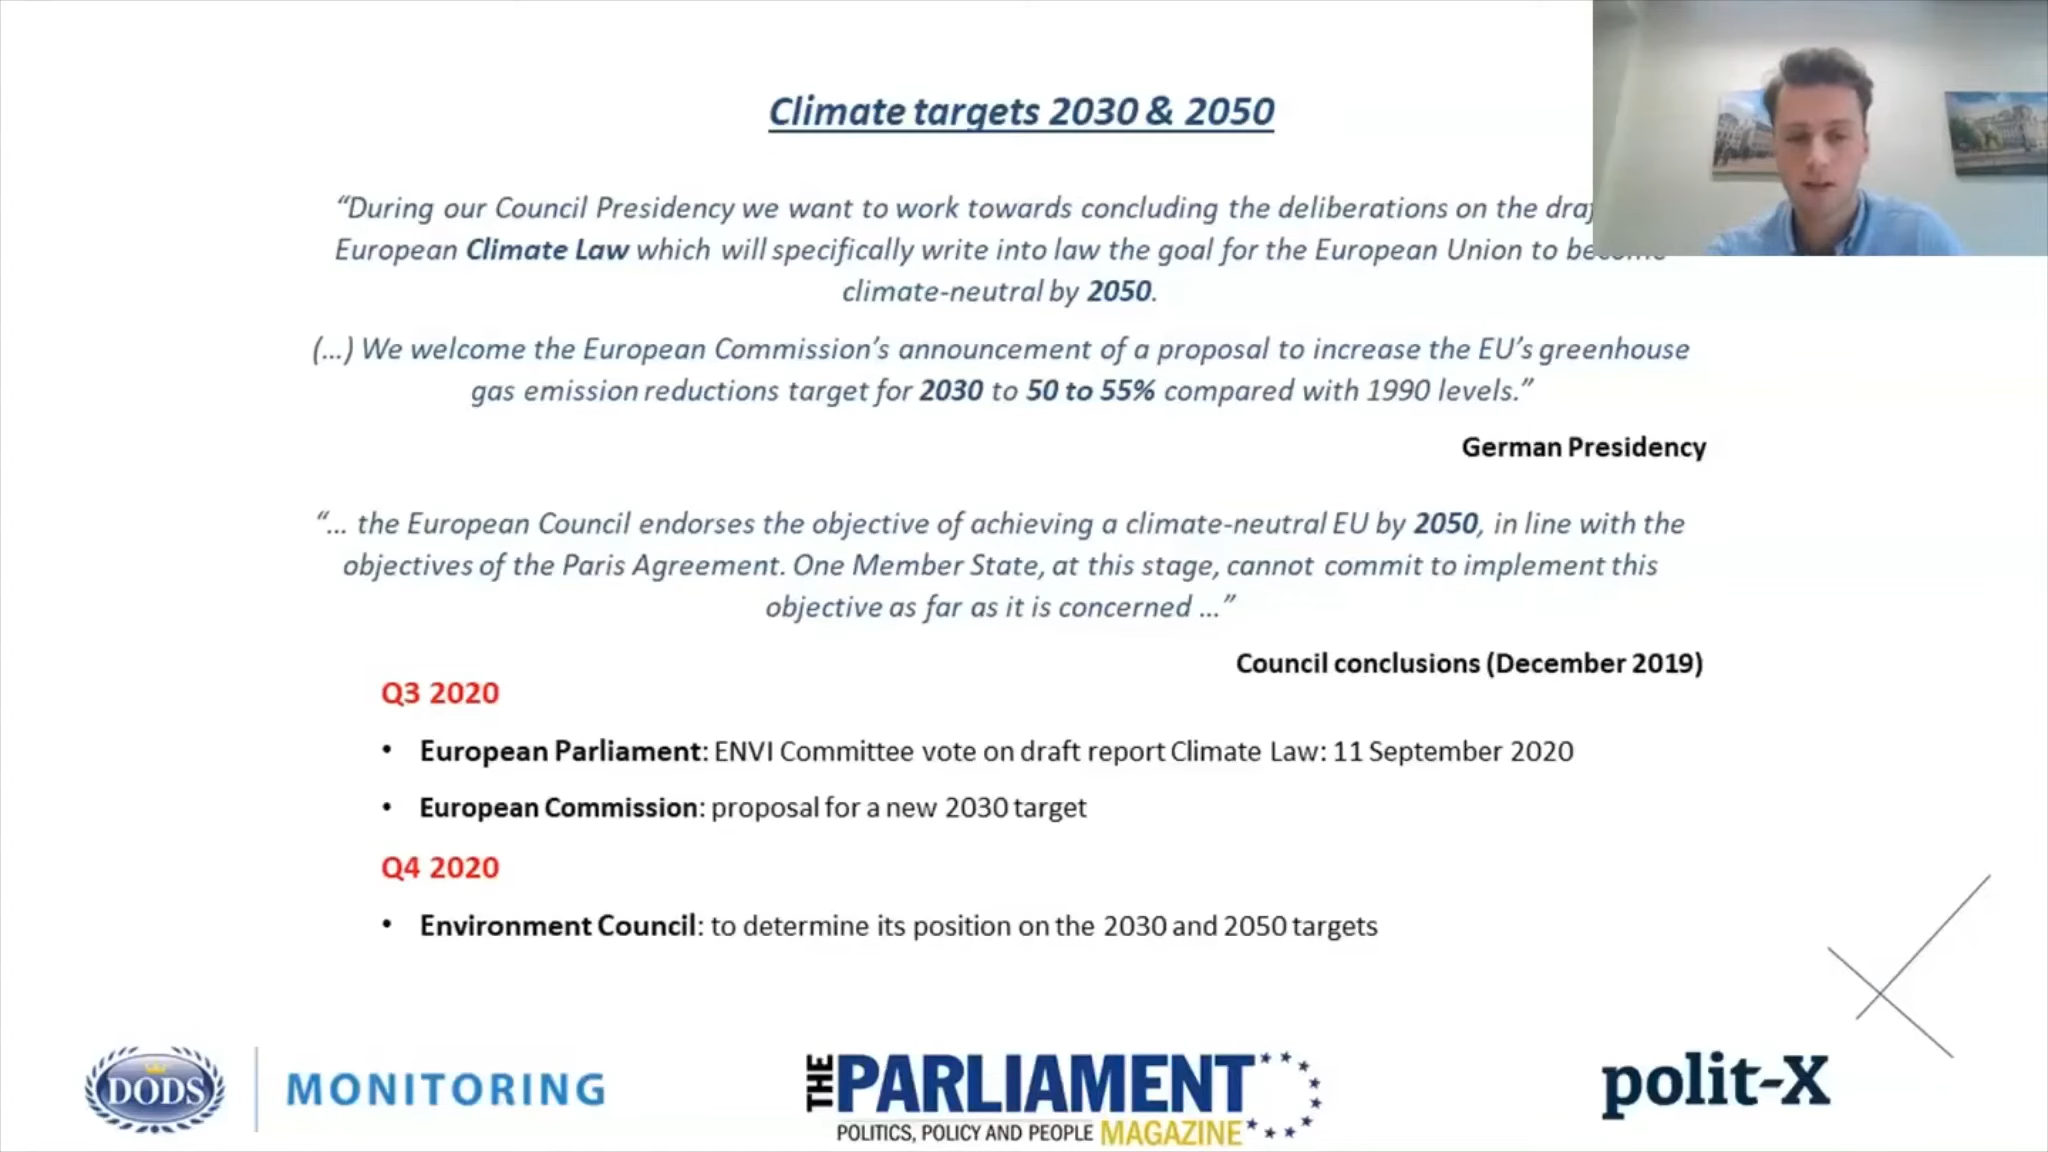 Climate targets 2030 & 2050
“During our Council Presidency we want to work towards concluding the deliberations on the
European Climate Law which will specifically write into law the goal for the European Union to become
climate-neutral by 2050.
(…) We welcome the European Commission’s announcement of a proposal to increase the EU’s greenhouse
gas emission reductions target for 2030 to 50 to 55% compared with 1990 levels.”
German Presidency
“… the European Council endorses the objective of achieving a climate-neutral EU by 2050, in line with the
objectives of the Paris Agreement. One Member State, at this stage, cannot commit to implement this
objective as far as it is concerned …”
Council conclusions (December 2019)
Q3 2020
• European Parliament: ENVI Committee vote on draft report Climate Law: 11 September 2020
• European Commission: proposal for a new 2030 target
Q4 2020
• Environment Council: to determine its position on the 2030 and 2050 targets
DODS MONITORING
THE PARLIAMENT
POLITICS, POLICY AND PEOPLE MAGAZINE
polit-X